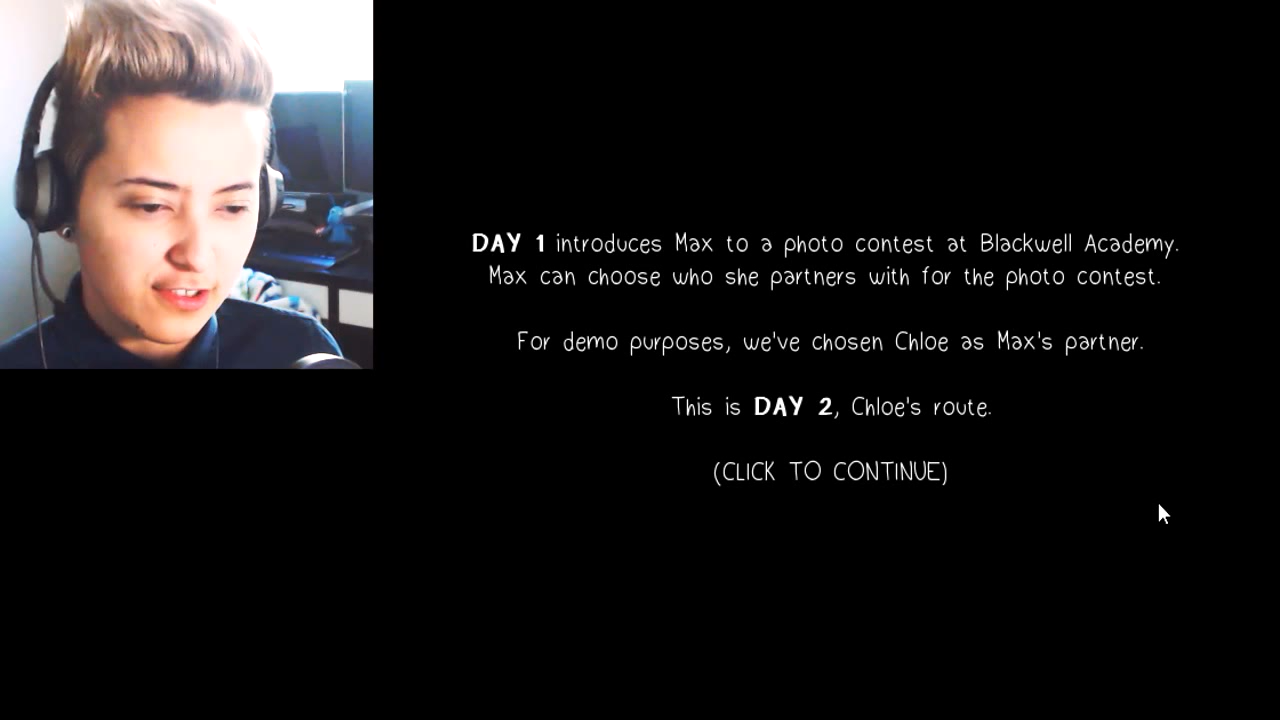 DAY 1 introduces Max to a photo contest at Blackwell Academy.
Max can choose who she partners with for the photo contest.
For demo purposes, we've chosen Chloe as Max's partner.
This is DAY 2, Chloe's route.
(CLICK TO CONTINUE)